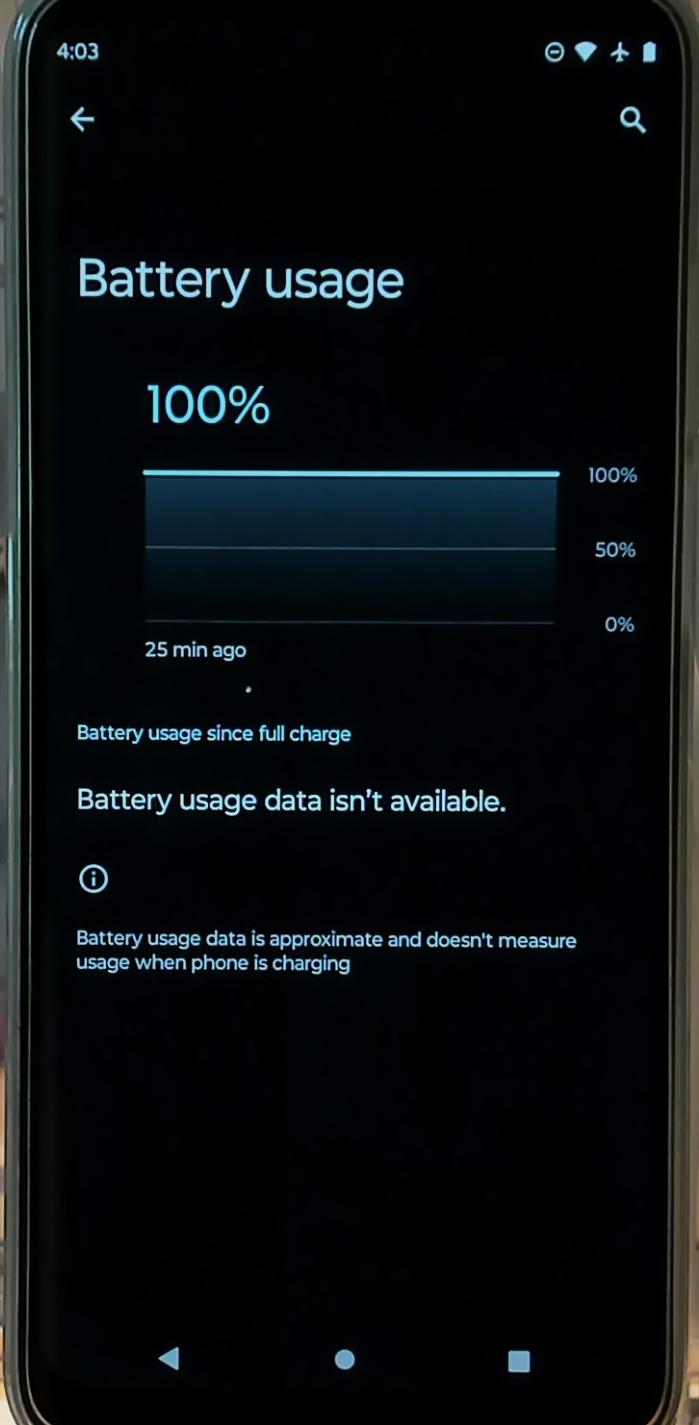 4:03
Battery usage
100%
100%
50%
0%
25 min ago
Battery usage since full charge
Battery usage data isn't available.
Battery usage data is approximate and doesn't measure
usage when phone is charging